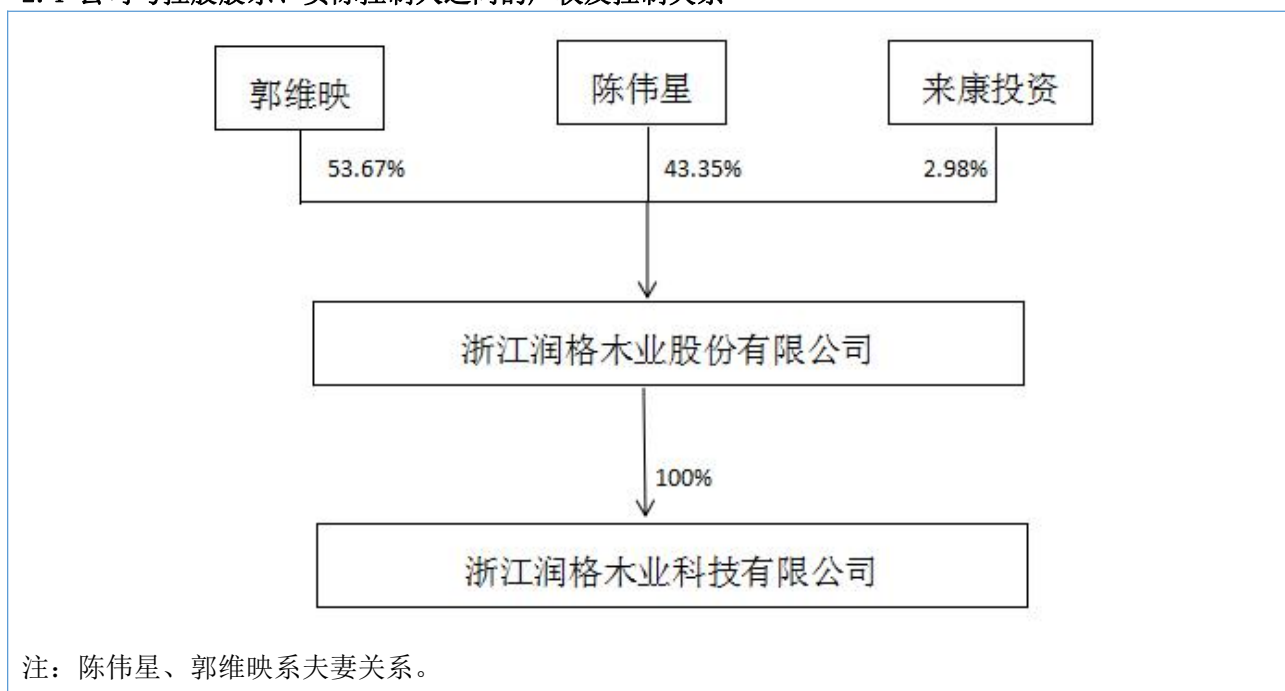 郭维映
陈伟星
来康投资
53.67%
43.35%
2.98%
浙江润格木业股份有限公司
100%
浙江润格木业科技有限公司
注：陈伟星、郭维映系夫妻关系。